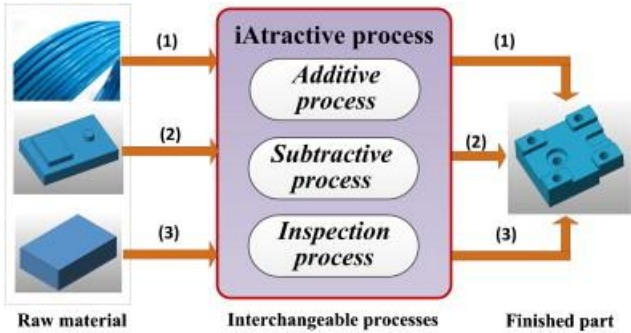 iAtractive process
(1)
(1)
Additive
process
(2)
(2)
Subtractive
process
(3)
(3)
Inspection
process
Raw material
Interchangeable processes
Finished part